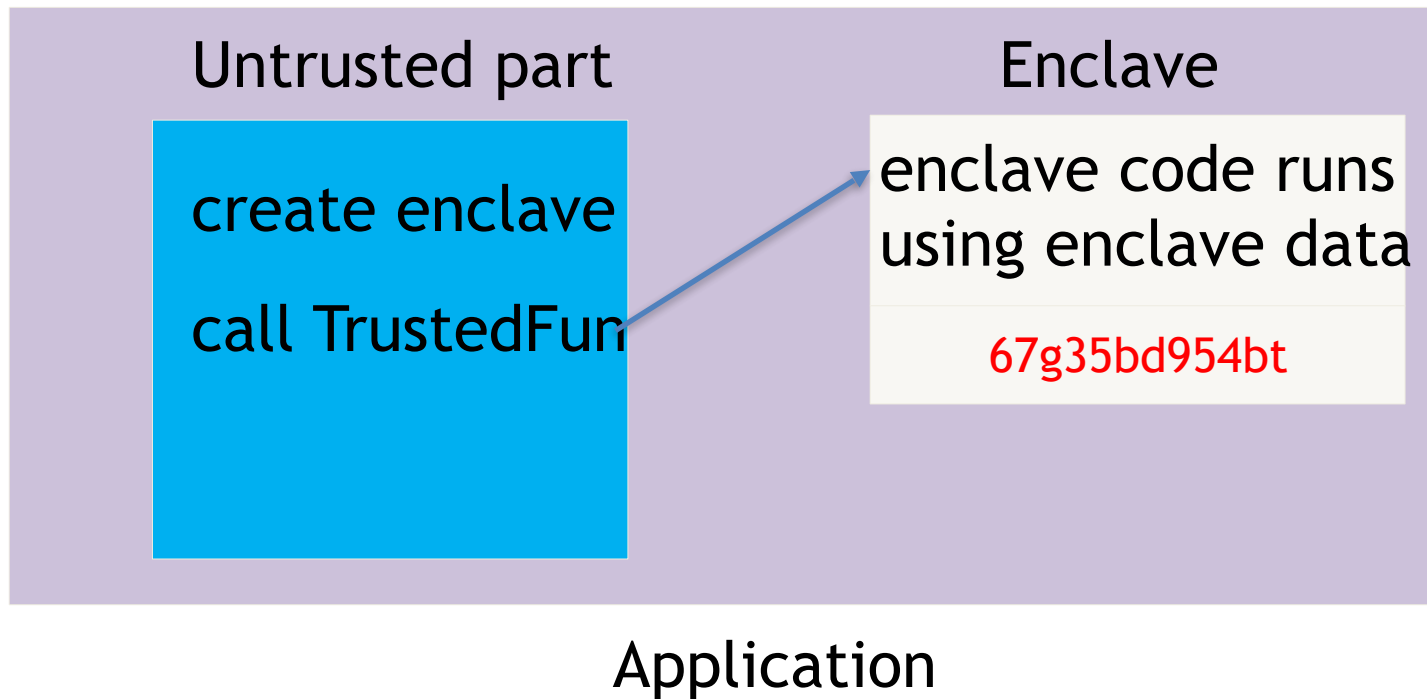 Untrusted part
Enclave
create enclave
call TrustedFun
enclave code runs
using enclave data
67g35bd954bt
Application